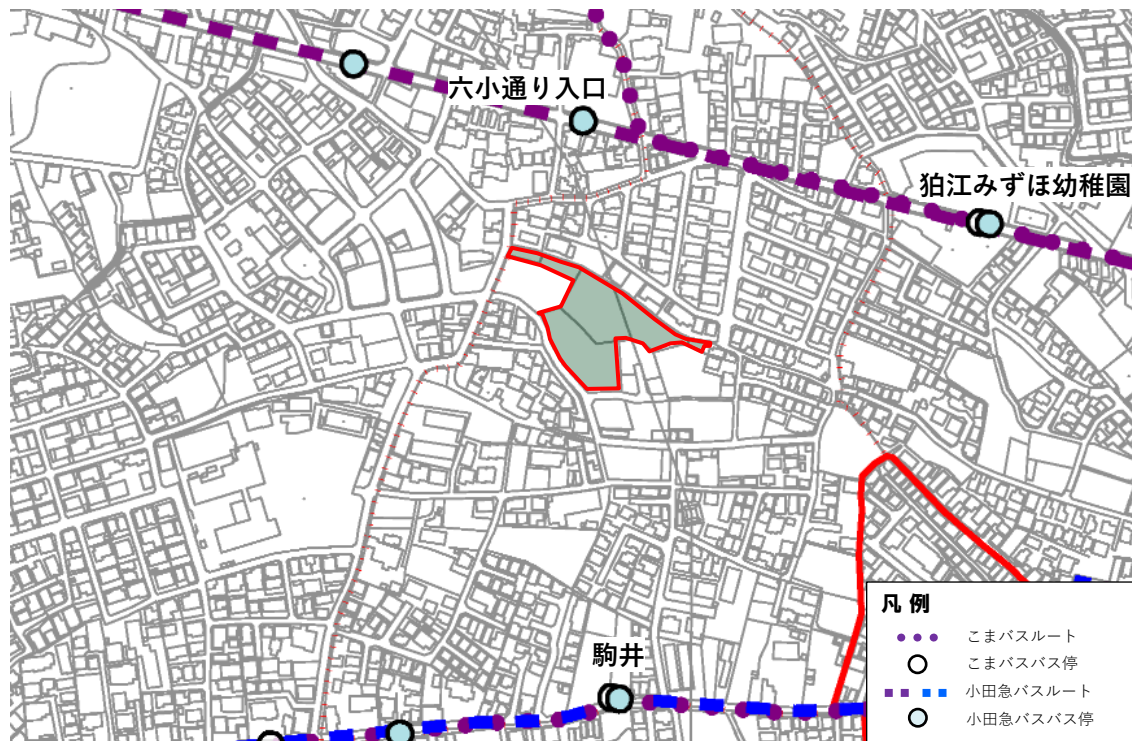 六小通り入口
狛江みずほ幼稚園
駒井
凡例
こまバスルート
こまバスバス停
小田急バスルート
小田急バスバス停